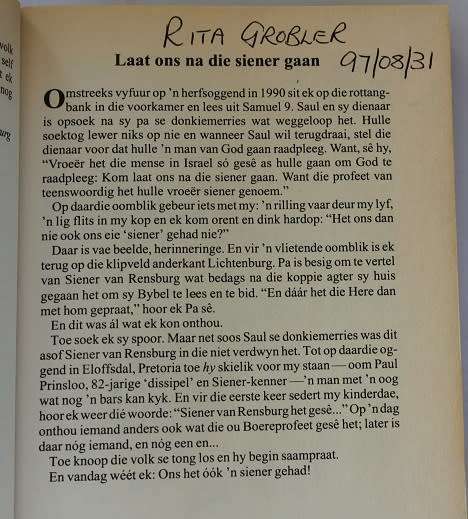 volk
self
t ek
nog
urg
RITA GROBLER
Laat ons na die siener gaan
97/08/31
Omstreeks vyfuur op 'n herfsoggend in 1990 sit ek op die rottang-
bank in die voorkamer en lees uit Samuel 9. Saul en sy dienaar
is opsoek na sy pa se donkiemerries wat weggeloop het. Hulle
soektog lewer niks op nie en wanneer Saul wil terugdraai, stel die
dienaar voor dat hulle 'n man van God gaan raadpleeg. Want, sê hy,
“Vroeër het die mense in Israel só gesê as hulle gaan om God te
raadpleeg: Kom laat ons na die siener gaan. Want die profeet van
teenswoordig het hulle vroeër siener genoem.”
Op daardie oomblik gebeur iets met my: 'n rilling vaar deur my lyf,
'n lig flits in my kop en ek kom orent en dink hardop: “Het ons dan
nie ook ons eie ‘siener’ gehad nie?”
Daar is vae beelde, herinneringe. En vir 'n vlietende oomblik is ek
terug op die klipveld anderkant Lichtenburg. Pa is besig om te vertel
van Siener van Rensburg wat bedags na die koppie agter sy huis
gegaan het om sy Bybel te lees en te bid. “En dáár het die Here dan
met hom gepraat,” hoor ek Pa sê.
En dit was ál wat ek kon onthou.
Toe soek ek sy spoor. Maar net soos Saul se donkiemerries was dit
asof Siener van Rensburg in die niet verdwyn het. Tot op daardie og-
gend in Eloffsdal, Pretoria toe hy skielik voor my staan — oom Paul
Prinsloo, 82-jarige ‘dissipel’ en Siener-kenner — 'n man met 'n oog
wat nog 'n bars kan kyk. En vir die eerste keer sedert my kinderdae,
hoor ek weer dié woorde: “Siener van Rensburg het gesê...” Op 'n dag
onthou iemand anders ook wat die ou Boereprofeet gesê het; later is
daar nóg iemand, en nóg een en...
Toe knoop die volk se tong los en hy begin saampraat.
En vandag wéét ek: Ons het óók 'n siener gehad!